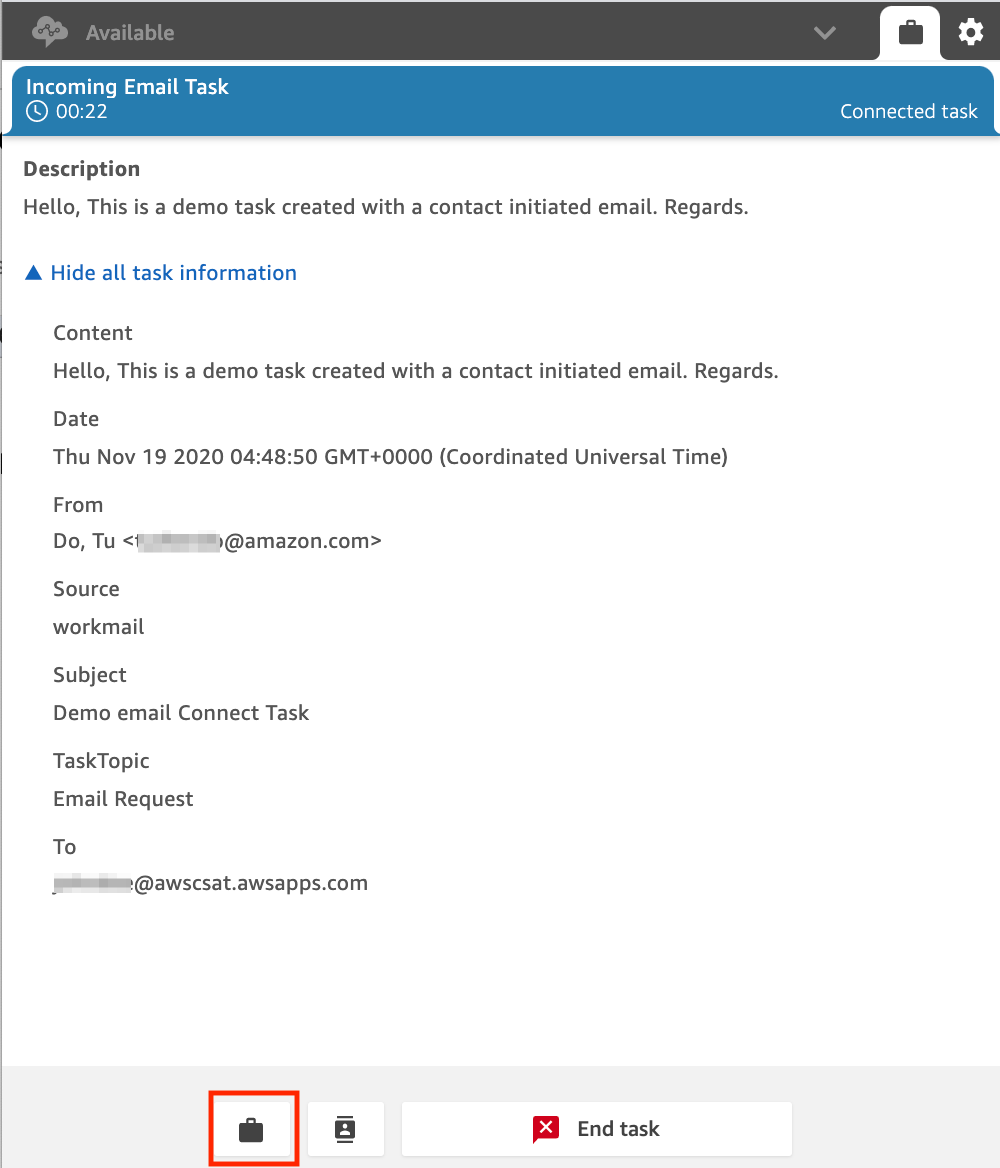 Available
Incoming Email Task
00:22
Connected task
Description
Hello, This is a demo task created with a contact initiated email. Regards.
▲ Hide all task information
Content
Hello, This is a demo task created with a contact initiated email. Regards.
Date
Thu Nov 19 2020 04:48:50 GMT+0000 (Coordinated Universal Time)
From
Do, Tu <@amazon.com>
Source
workmail
Subject
Demo email Connect Task
TaskTopic
Email Request
To
@awscsat.awsapps.com
End task